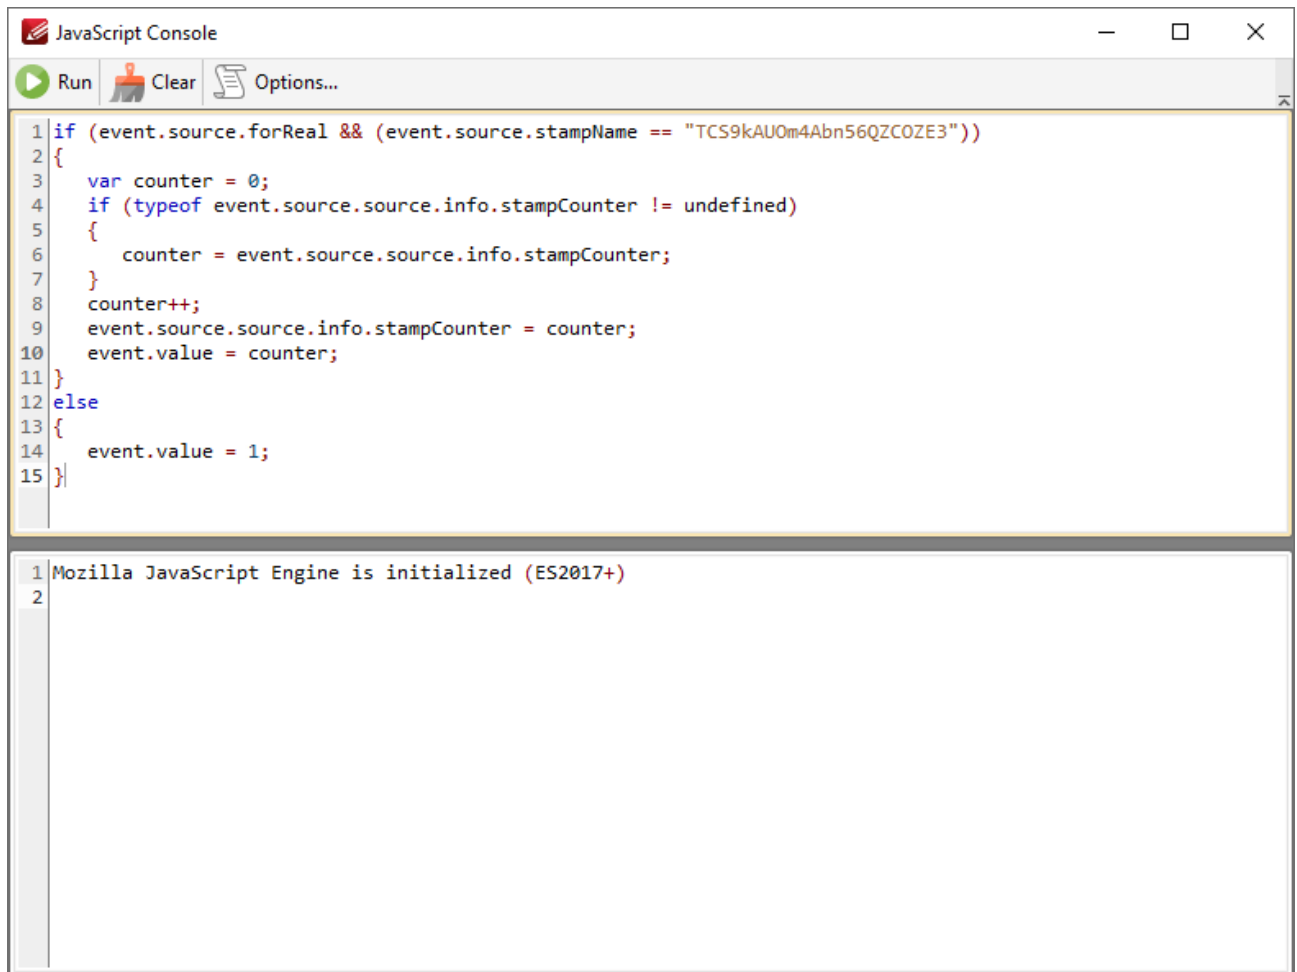 JavaScript Console
Run Clear Options...
1 if (event.source.forReal && (event.source.stampName == "TCS9kAUOm4Abn56QZCOZE3"))
2 {
3 var counter = 0;
4 if (typeof event.source.source.info.stampCounter != undefined)
5 {
6 counter = event.source.source.info.stampCounter;
7 }
8 counter++;
9 event.source.source.info.stampCounter = counter;
10 event.value = counter;
11 }
12 else
13 {
14 event.value = 1;
15 }
1 Mozilla JavaScript Engine is initialized (ES2017+)
2